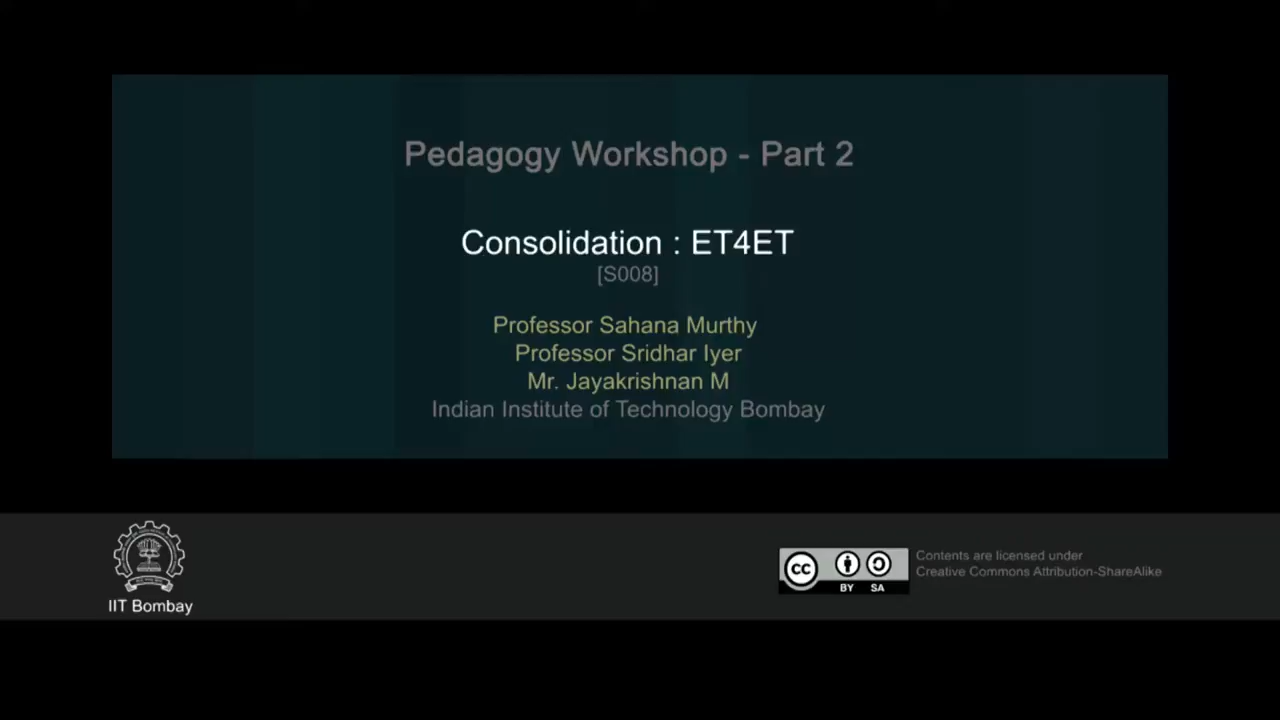 Pedagogy Workshop - Part 2
Consolidation : ET4ET
[S008]
Professor Sahana Murthy
Professor Sridhar Iyer
Mr. Jayakrishnan M
Indian Institute of Technology Bombay
IIT Bombay
CC BY SA
Contents are licensed under
Creative Commons Attribution-ShareAlike